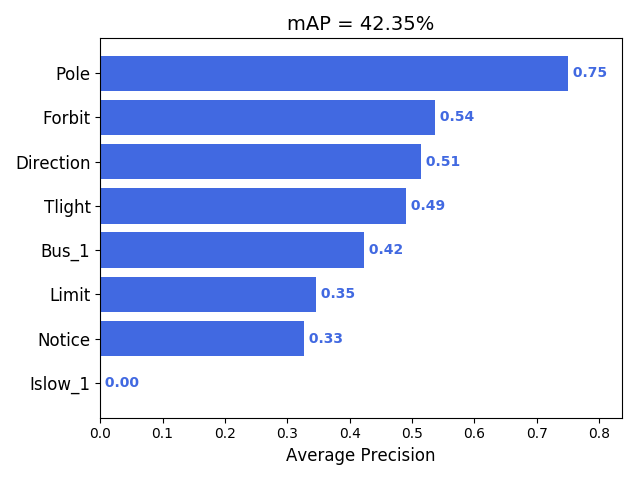 mAP = 42.35%
Pole 0.75
Forbit 0.54
Direction 0.51
Tlight 0.49
Bus_1 0.42
Limit 0.35
Notice 0.33
Islow_1 0.00
0.0 0.1 0.2 0.3 0.4 0.5 0.6 0.7 0.8
Average Precision